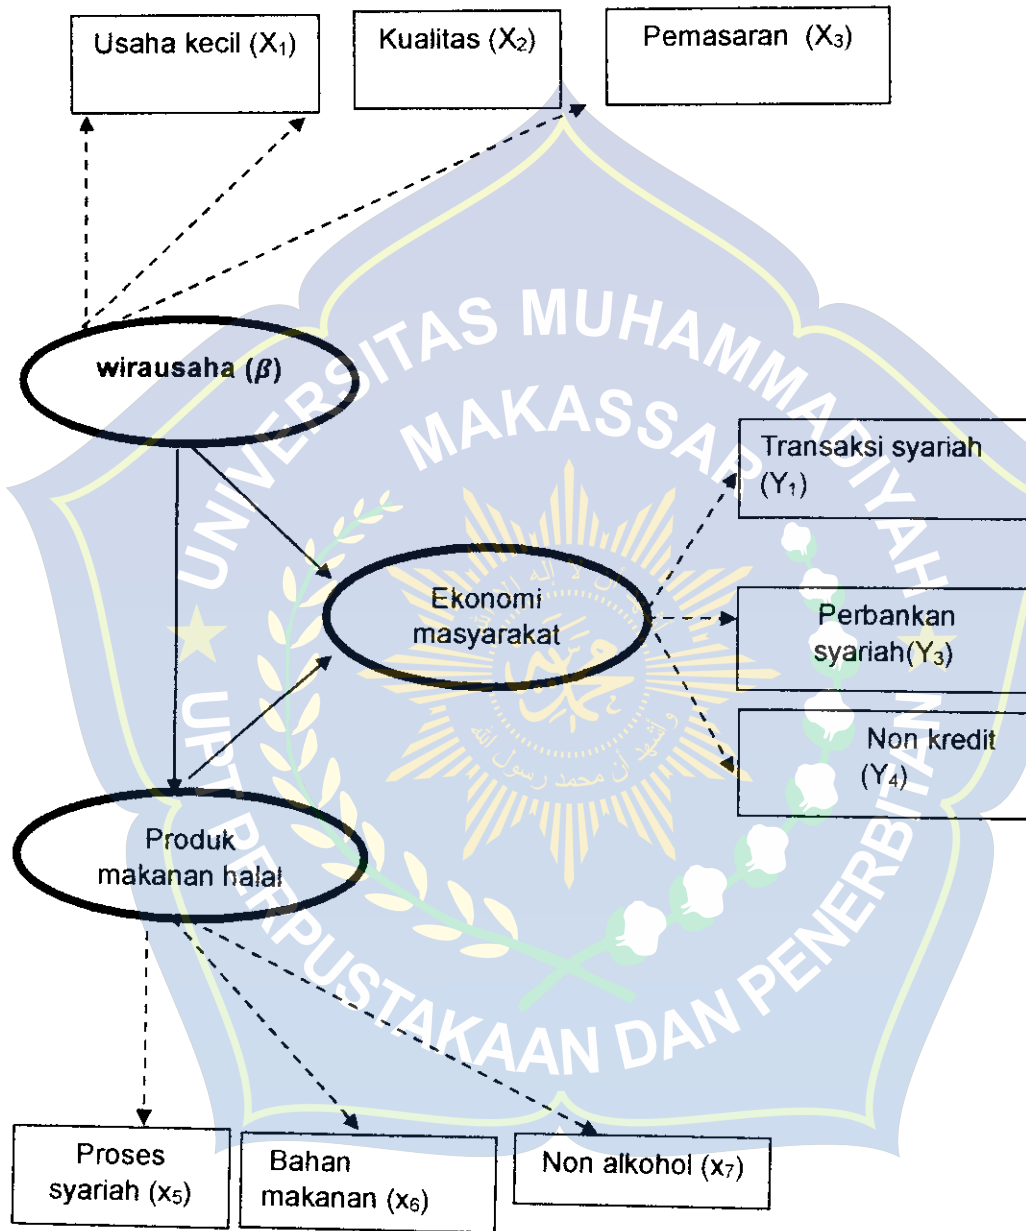 Usaha kecil (X₁)
Kualitas (X₂)
Pemasaran (X₃)
wirausaha (β)
UNIVERSITAS MUHAMMADIYAH
MAKASSAR
Transaksi syariah
(Y₁)
Ekonomi
masyarakat
Perbankan
syariah(Y₃)
Non kredit
(Y₄)
Produk
makanan halal
UPT PERPUSTAKAAN DAN PENERBITAN
Proses
syariah (x₅)
Bahan
makanan (x₆)
Non alkohol (x₇)